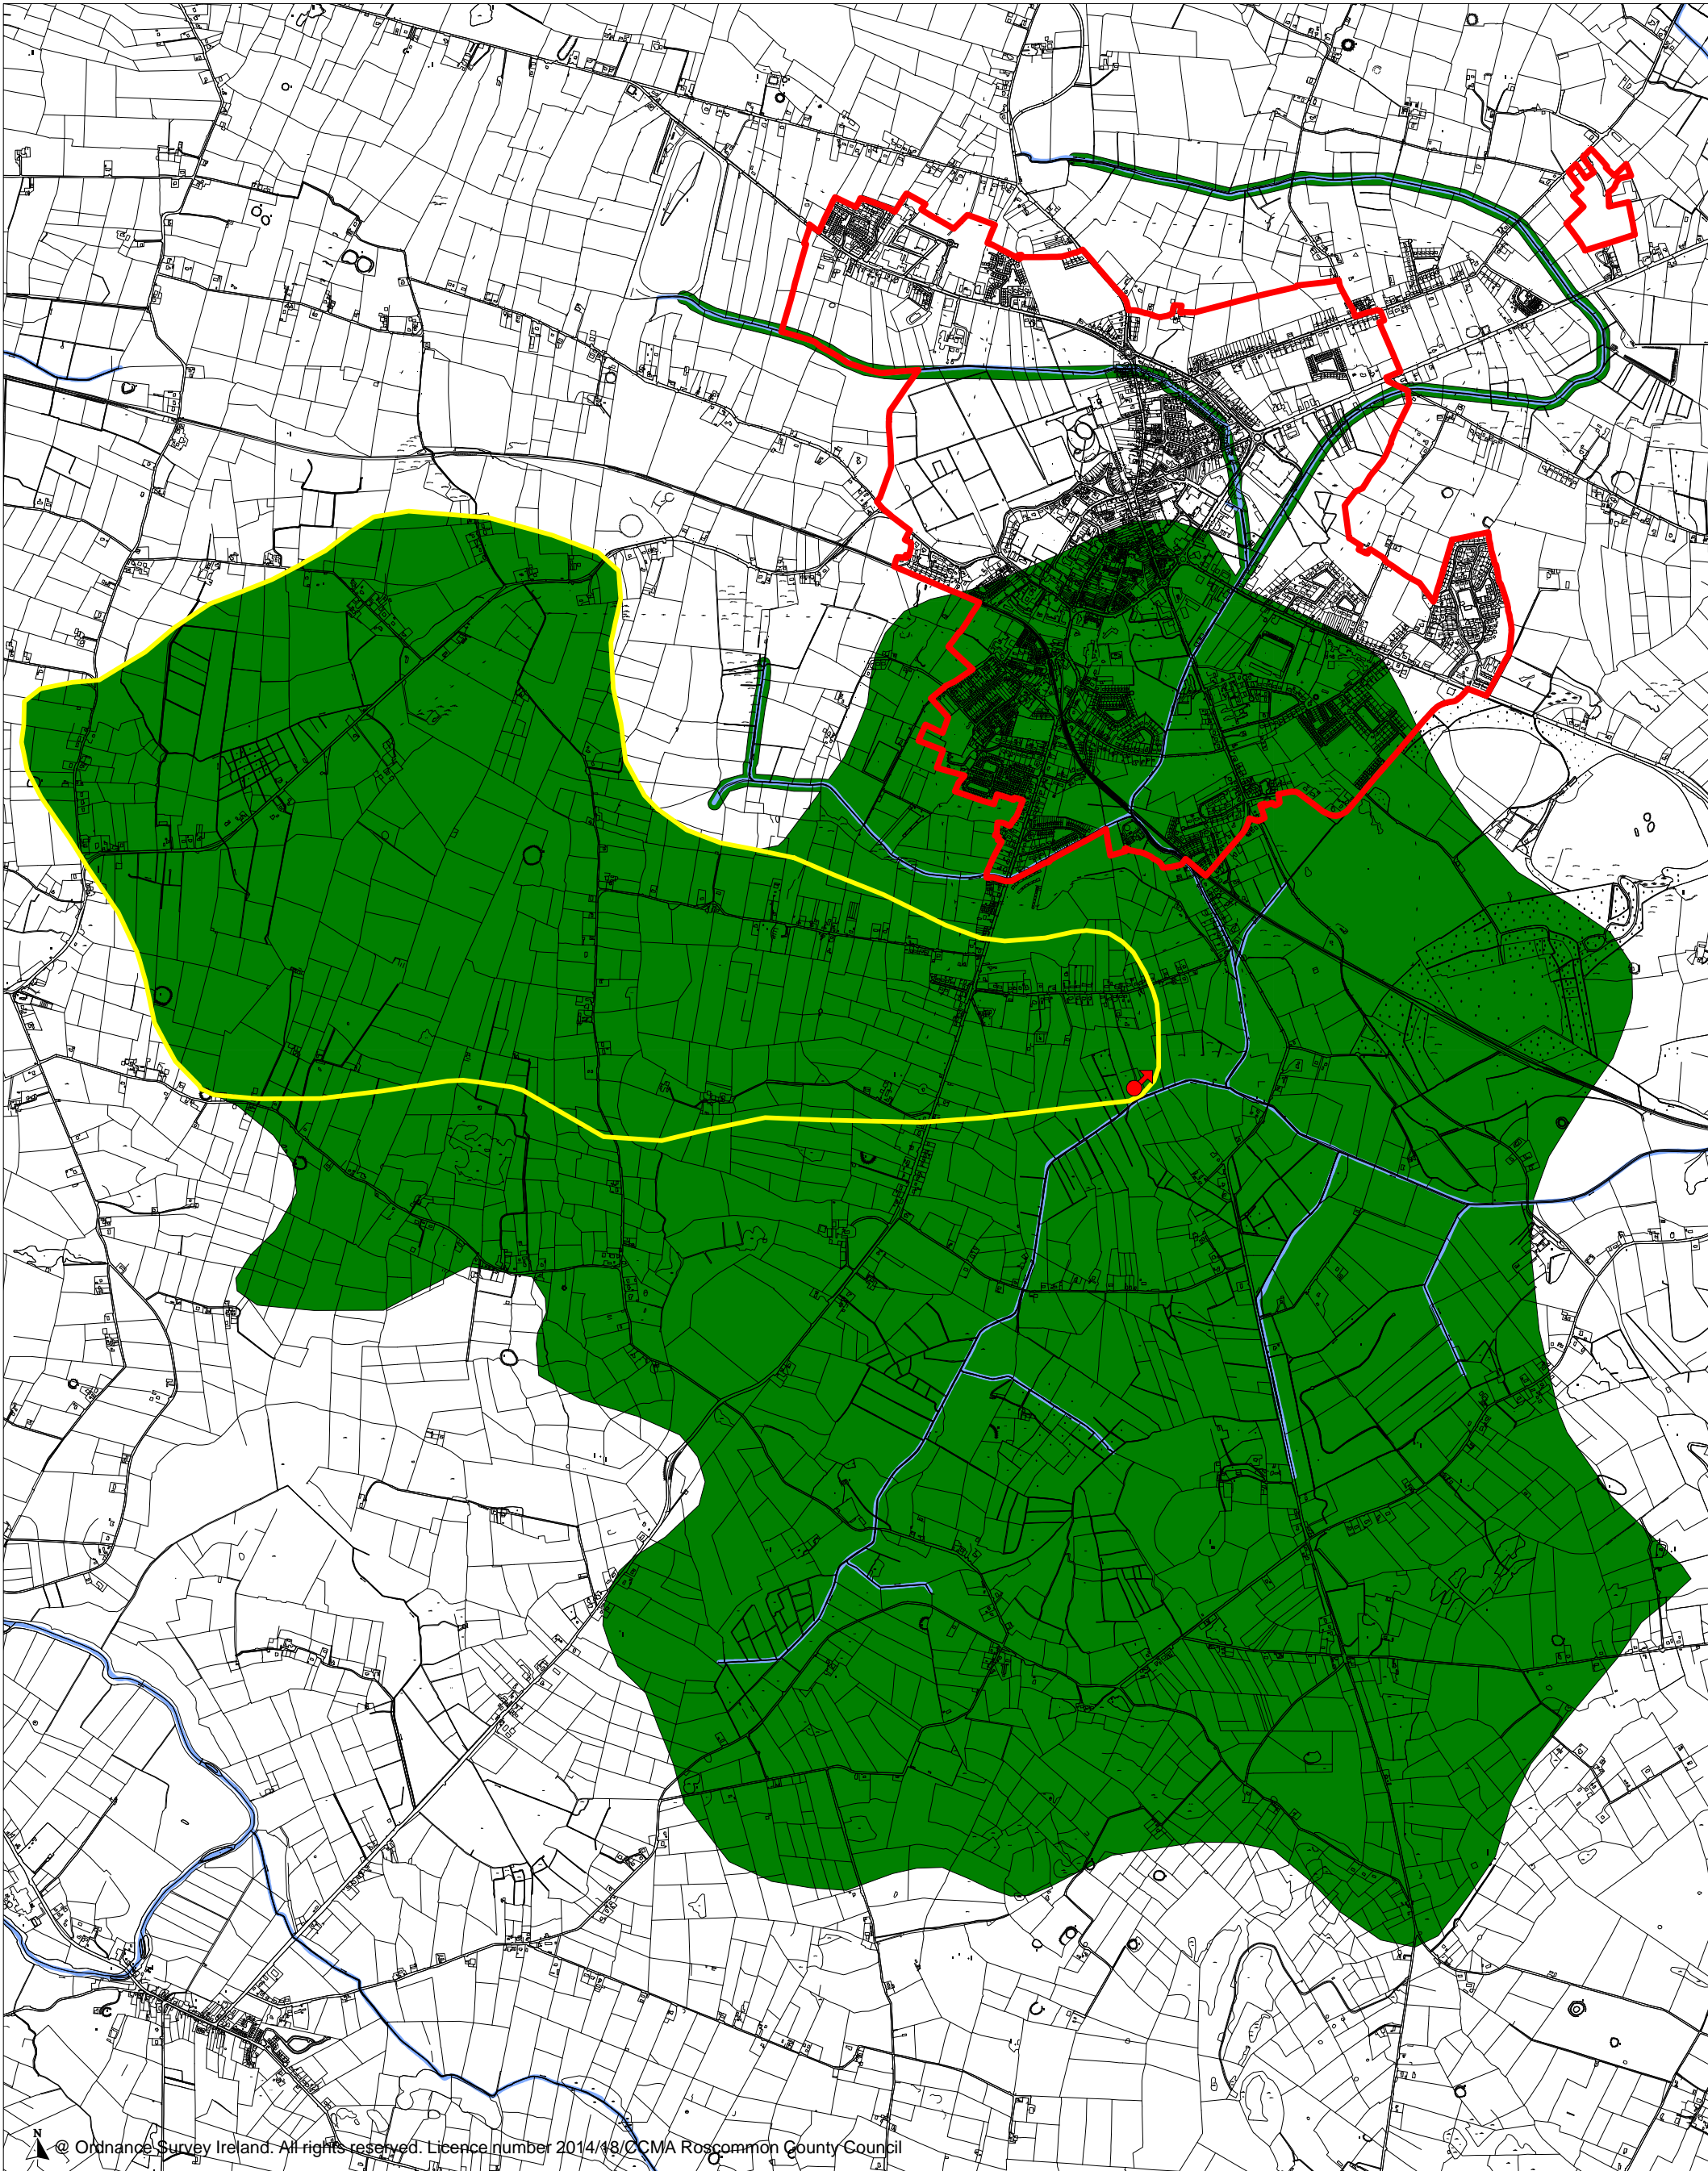 N
@ Ordnance Survey Ireland. All rights reserved. Licence number 2014/18/CCMA Roscommon County Council